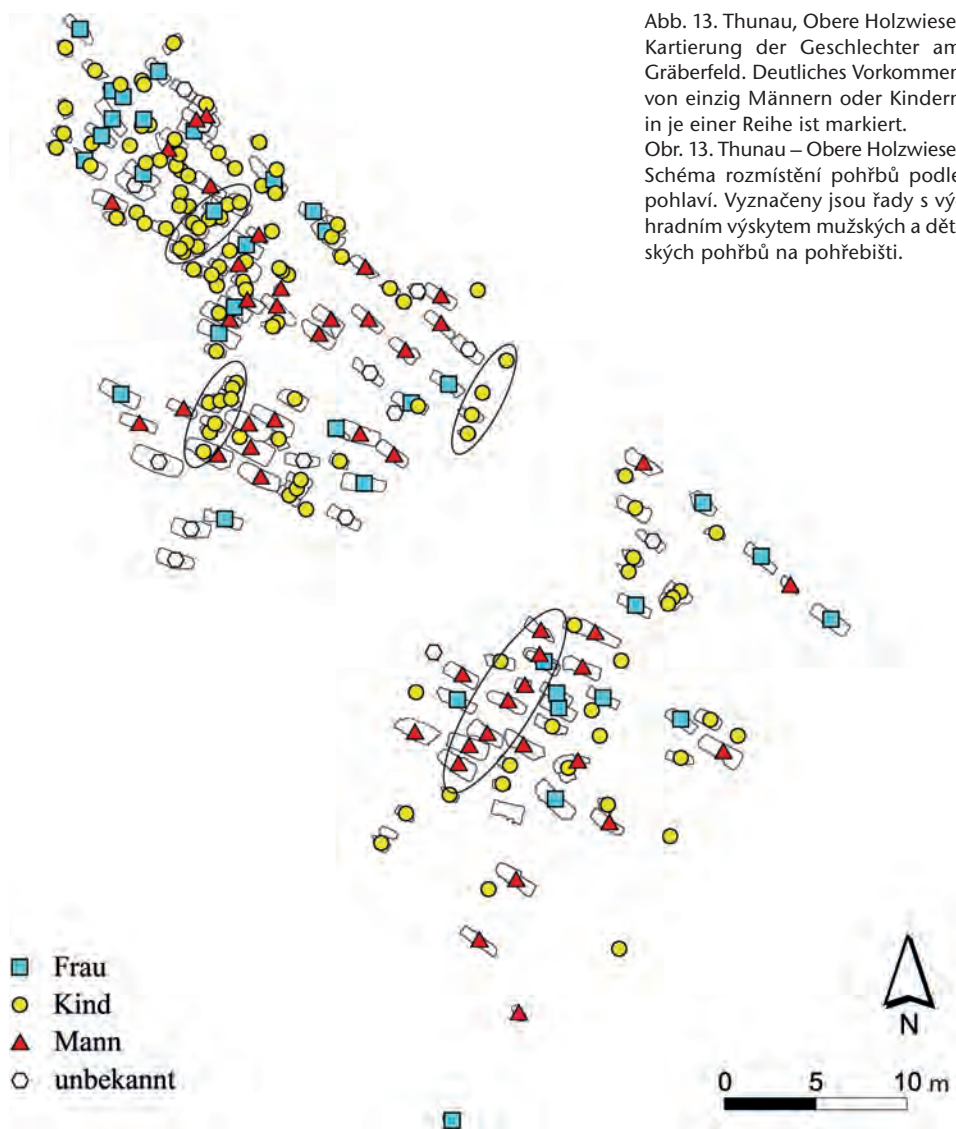 Abb. 13. Thunau, Obere Holzwiese.
Kartierung der Geschlechter am
Gräberfeld. Deutliches Vorkommen
von einzig Männern oder Kindern
in je einer Reihe ist markiert.
Obr. 13. Thunau – Obere Holzwiese.
Schéma rozmístění pohřbů podle
pohlaví. Vyznačeny jsou řady s vý-
hradním výskytem mužských a dět-
ských pohřbů na pohřebišti.
Frau
Kind
Mann
unbekannt
N
0 5 10 m